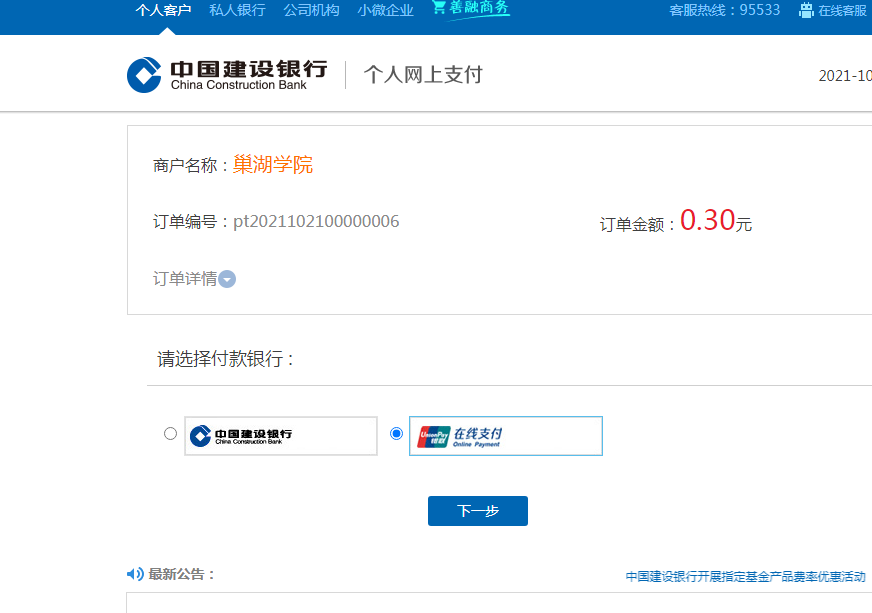 个人客户 私人银行 公司机构 小微企业 善融商务 客服热线：95533 在线客服
中国建设银行 个人网上支付 2021-10
China Construction Bank
商户名称：巢湖学院
订单编号：pt2021102100000006 订单金额：0.30元
订单详情
请选择付款银行：
中国建设银行 UnionPay 银联 在线支付
China Construction Bank Online Payment
下一步
最新公告： 中国建设银行开展指定基金产品费率优惠活动